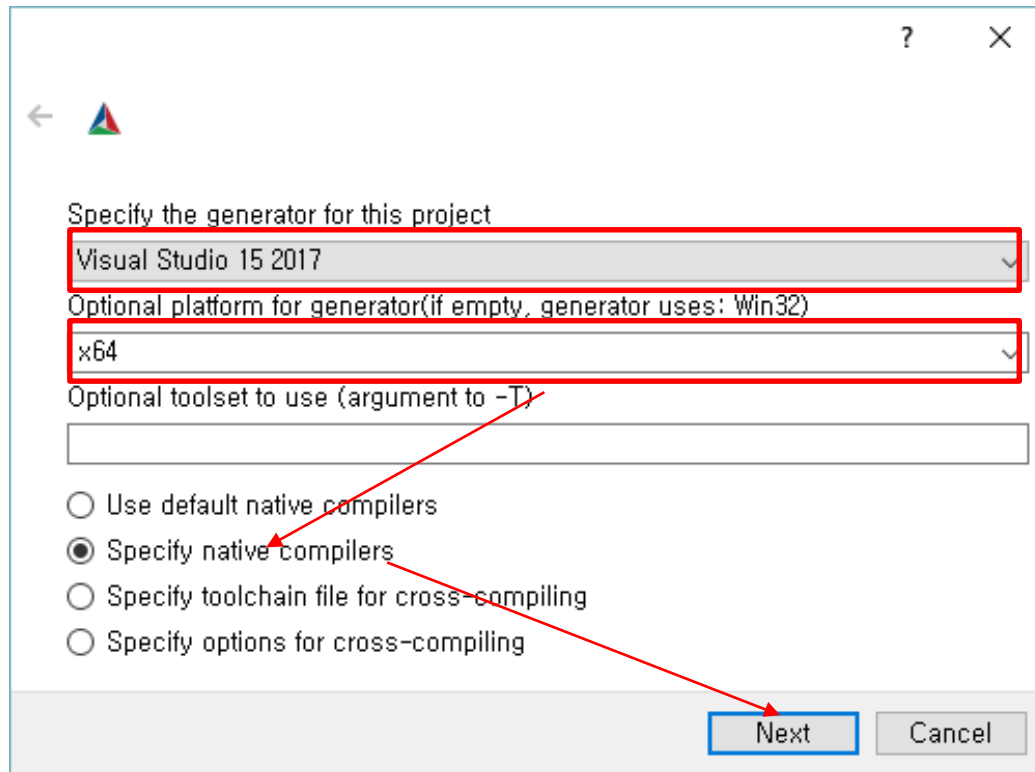 ?
Specify the generator for this project
Visual Studio 15 2017
Optional platform for generator(if empty, generator uses: Win32)
x64
Optional toolset to use (argument to -T)
Use default native compilers
Specify native compilers
Specify toolchain file for cross-compiling
Specify options for cross-compiling
Next Cancel